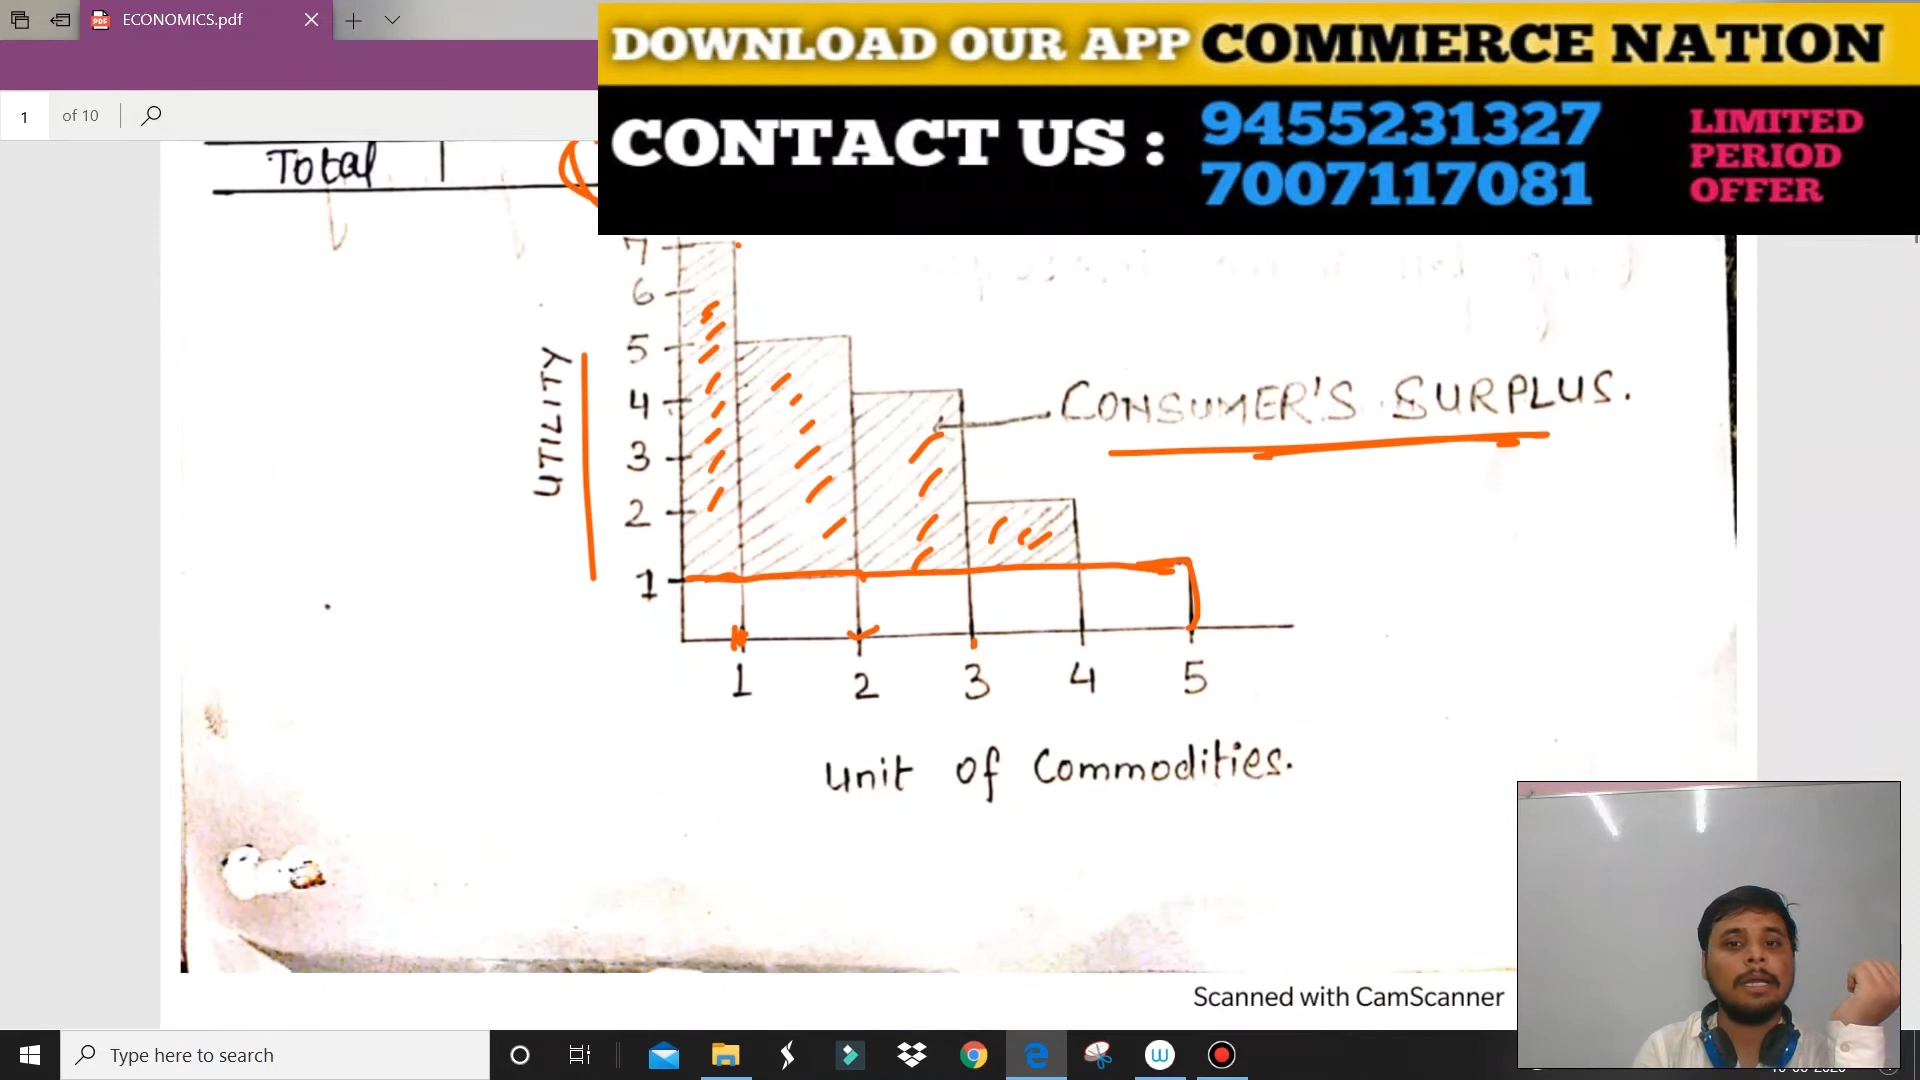 ECONOMICS.pdf
DOWNLOAD OUR APP COMMERCE NATION
1 of 10
CONTACT US :
9455231327
7007117081
LIMITED
PERIOD
OFFER
Total
7
6
5
4
3
2
1
UTILITY
CONSUMER'S SURPLUS.
1 2 3 4 5
Unit of Commodities.
Scanned with CamScanner
Type here to search